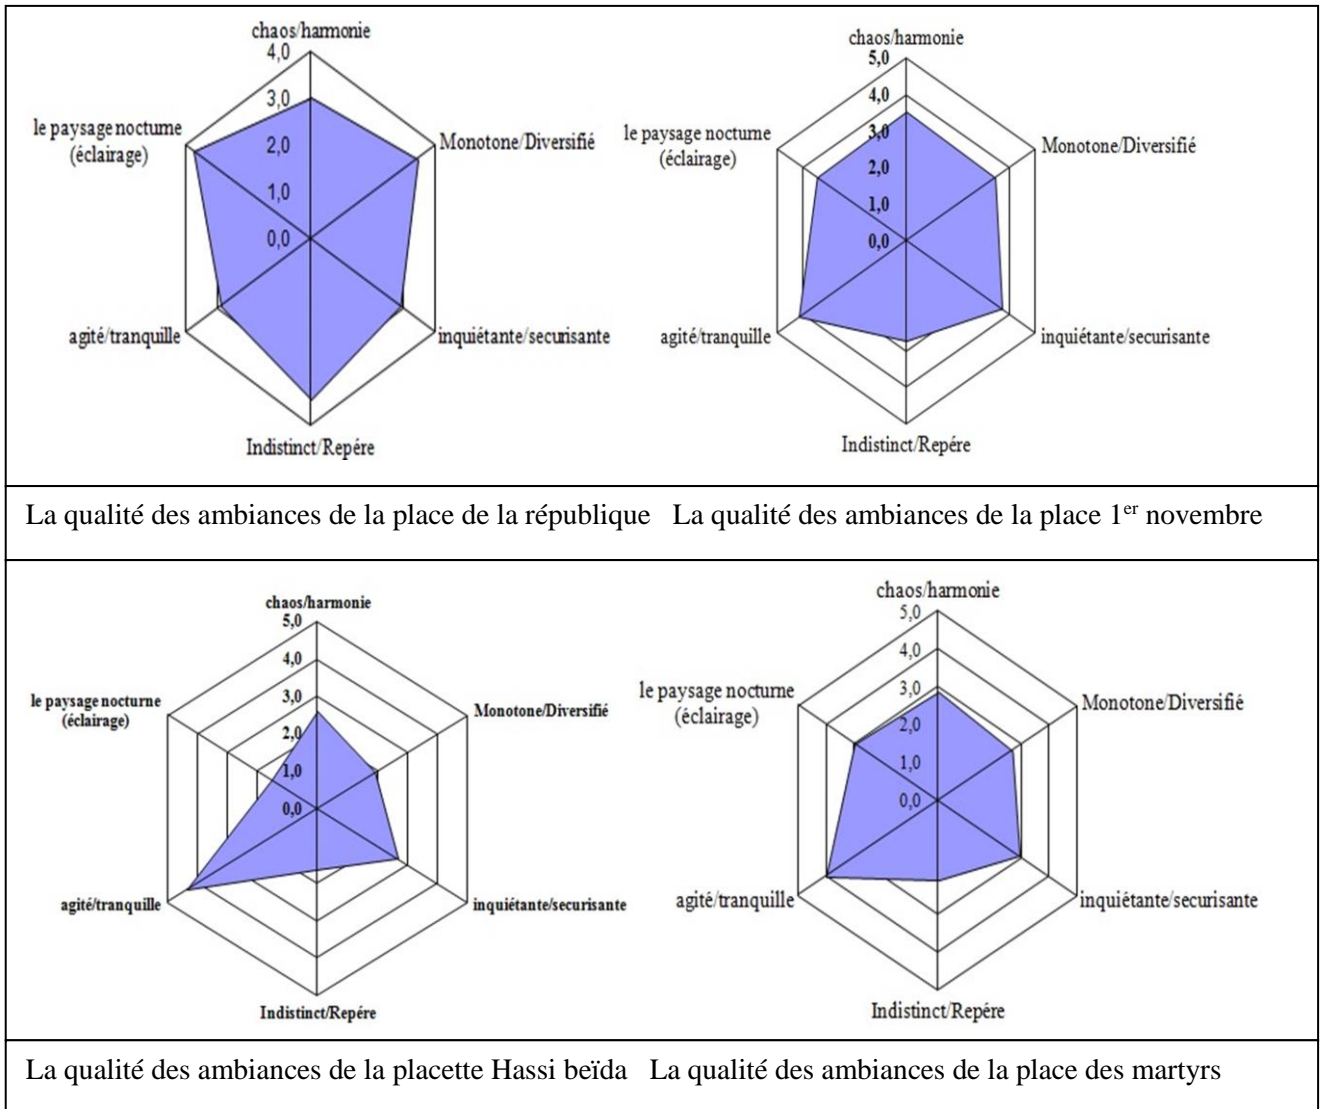 chaos/harmonie
4,0
3,0
2,0
1,0
0,0
le paysage nocturne
(éclairage)
Monotone/Diversifié
agité/tranquille
inquiétante/securisante
Indistinct/Repére
chaos/harmonie
5,0
4,0
3,0
2,0
1,0
0,0
le paysage nocturne
(éclairage)
Monotone/Diversifié
agité/tranquille
inquiétante/securisante
Indistinct/Repére
La qualité des ambiances de la place de la république La qualité des ambiances de la place 1er novembre
chaos/harmonie
5,0
4,0
3,0
2,0
1,0
0,0
le paysage nocturne
(éclairage)
Monotone/Diversifié
agité/tranquille
inquiétante/securisante
Indistinct/Repére
chaos/harmonie
5,0
4,0
3,0
2,0
1,0
0,0
le paysage nocturne
(éclairage)
Monotone/Diversifié
agité/tranquille
inquiétante/securisante
Indistinct/Repére
La qualité des ambiances de la placette Hassi beïda La qualité des ambiances de la place des martyrs